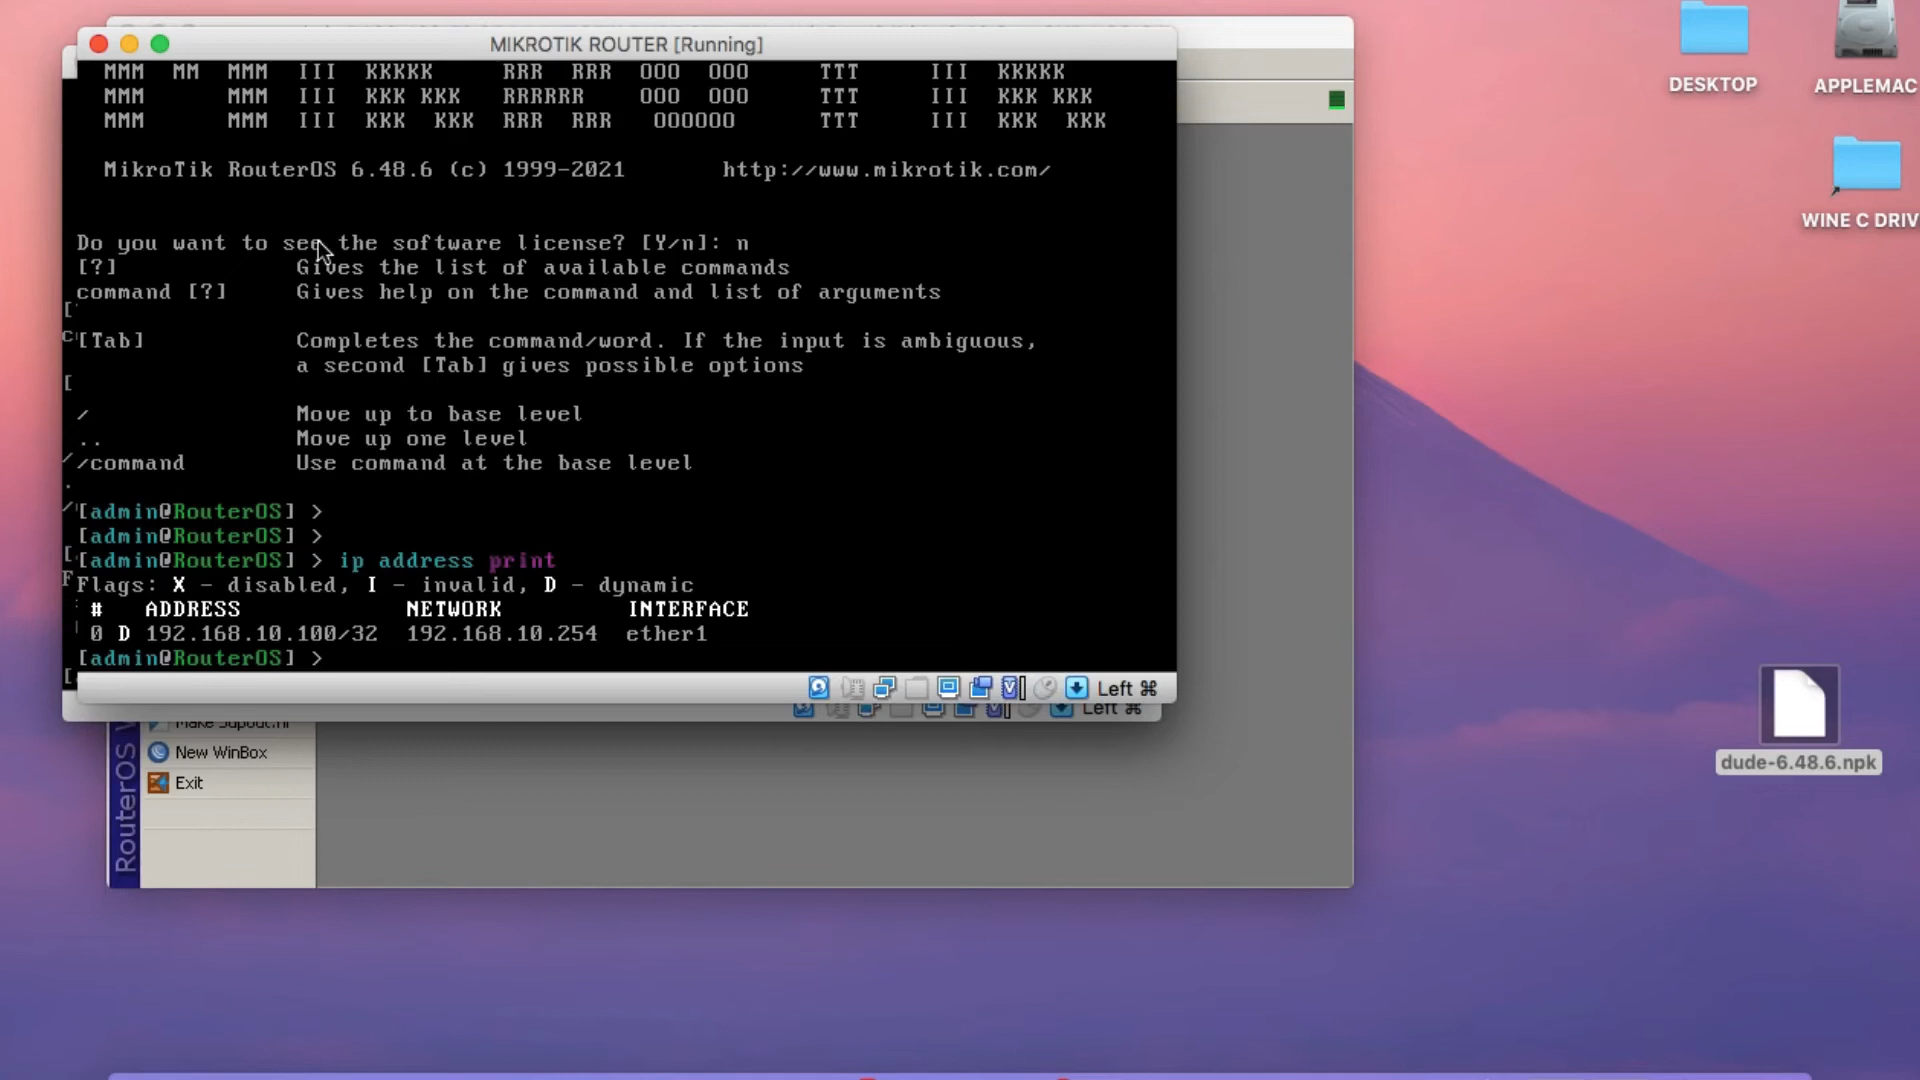 MIKROTIK ROUTER [Running]
MMM MM MMM III KKKKK RRR RRR OOO OOO TTT III KKKKK
MMM MMM III KKK KKK RRRRRR OOO OOO TTT III KKK KKK
MMM MMM III KKK KKK RRR RRR OOOOOO TTT III KKK KKK
MikroTik RouterOS 6.48.6 (c) 1999-2021 http://www.mikrotik.com/
Do you want to see the software license? [Y/n]: n
[?] Gives the list of available commands
command [?] Gives help on the command and list of arguments
[Tab] Completes the command/word. If the input is ambiguous,
a second [Tab] gives possible options
/ Move up to base level
.. Move up one level
/command Use command at the base level
[admin@RouterOS] >
[admin@RouterOS] >
[admin@RouterOS] > ip address print
Flags: X - disabled, I - invalid, D - dynamic
# ADDRESS NETWORK INTERFACE
0 D 192.168.10.100/32 192.168.10.254 ether1
[admin@RouterOS] >
Left ⌘
Left ⌘
New WinBox
Exit
RouterOS
DESKTOP
APPLEMAC
WINE C DRIV
dude-6.48.6.npk